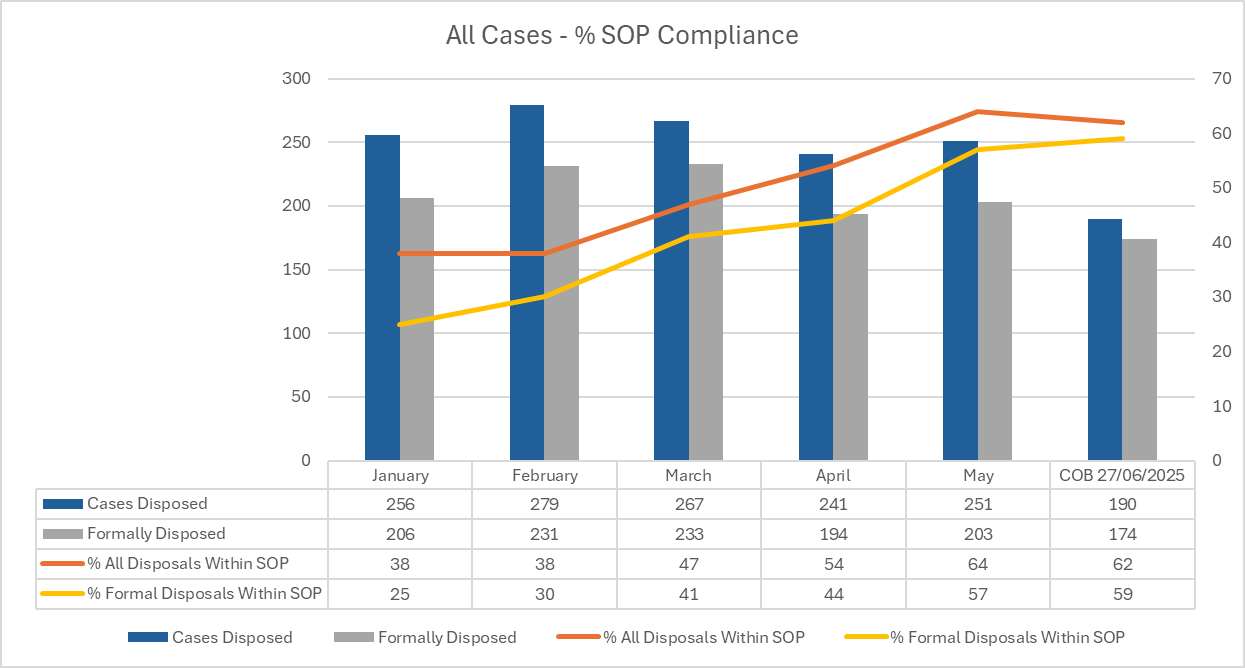 All Cases - % SOP Compliance
300 70
250 60
200 50
150 40
100 30
50 20
0 10
0
January February March April May COB 27/06/2025
Cases Disposed 256 279 267 241 251 190
Formally Disposed 206 231 233 194 203 174
% All Disposals Within SOP 38 38 47 54 64 62
% Formal Disposals Within SOP 25 30 41 44 57 59
Cases Disposed Formally Disposed % All Disposals Within SOP % Formal Disposals Within SOP